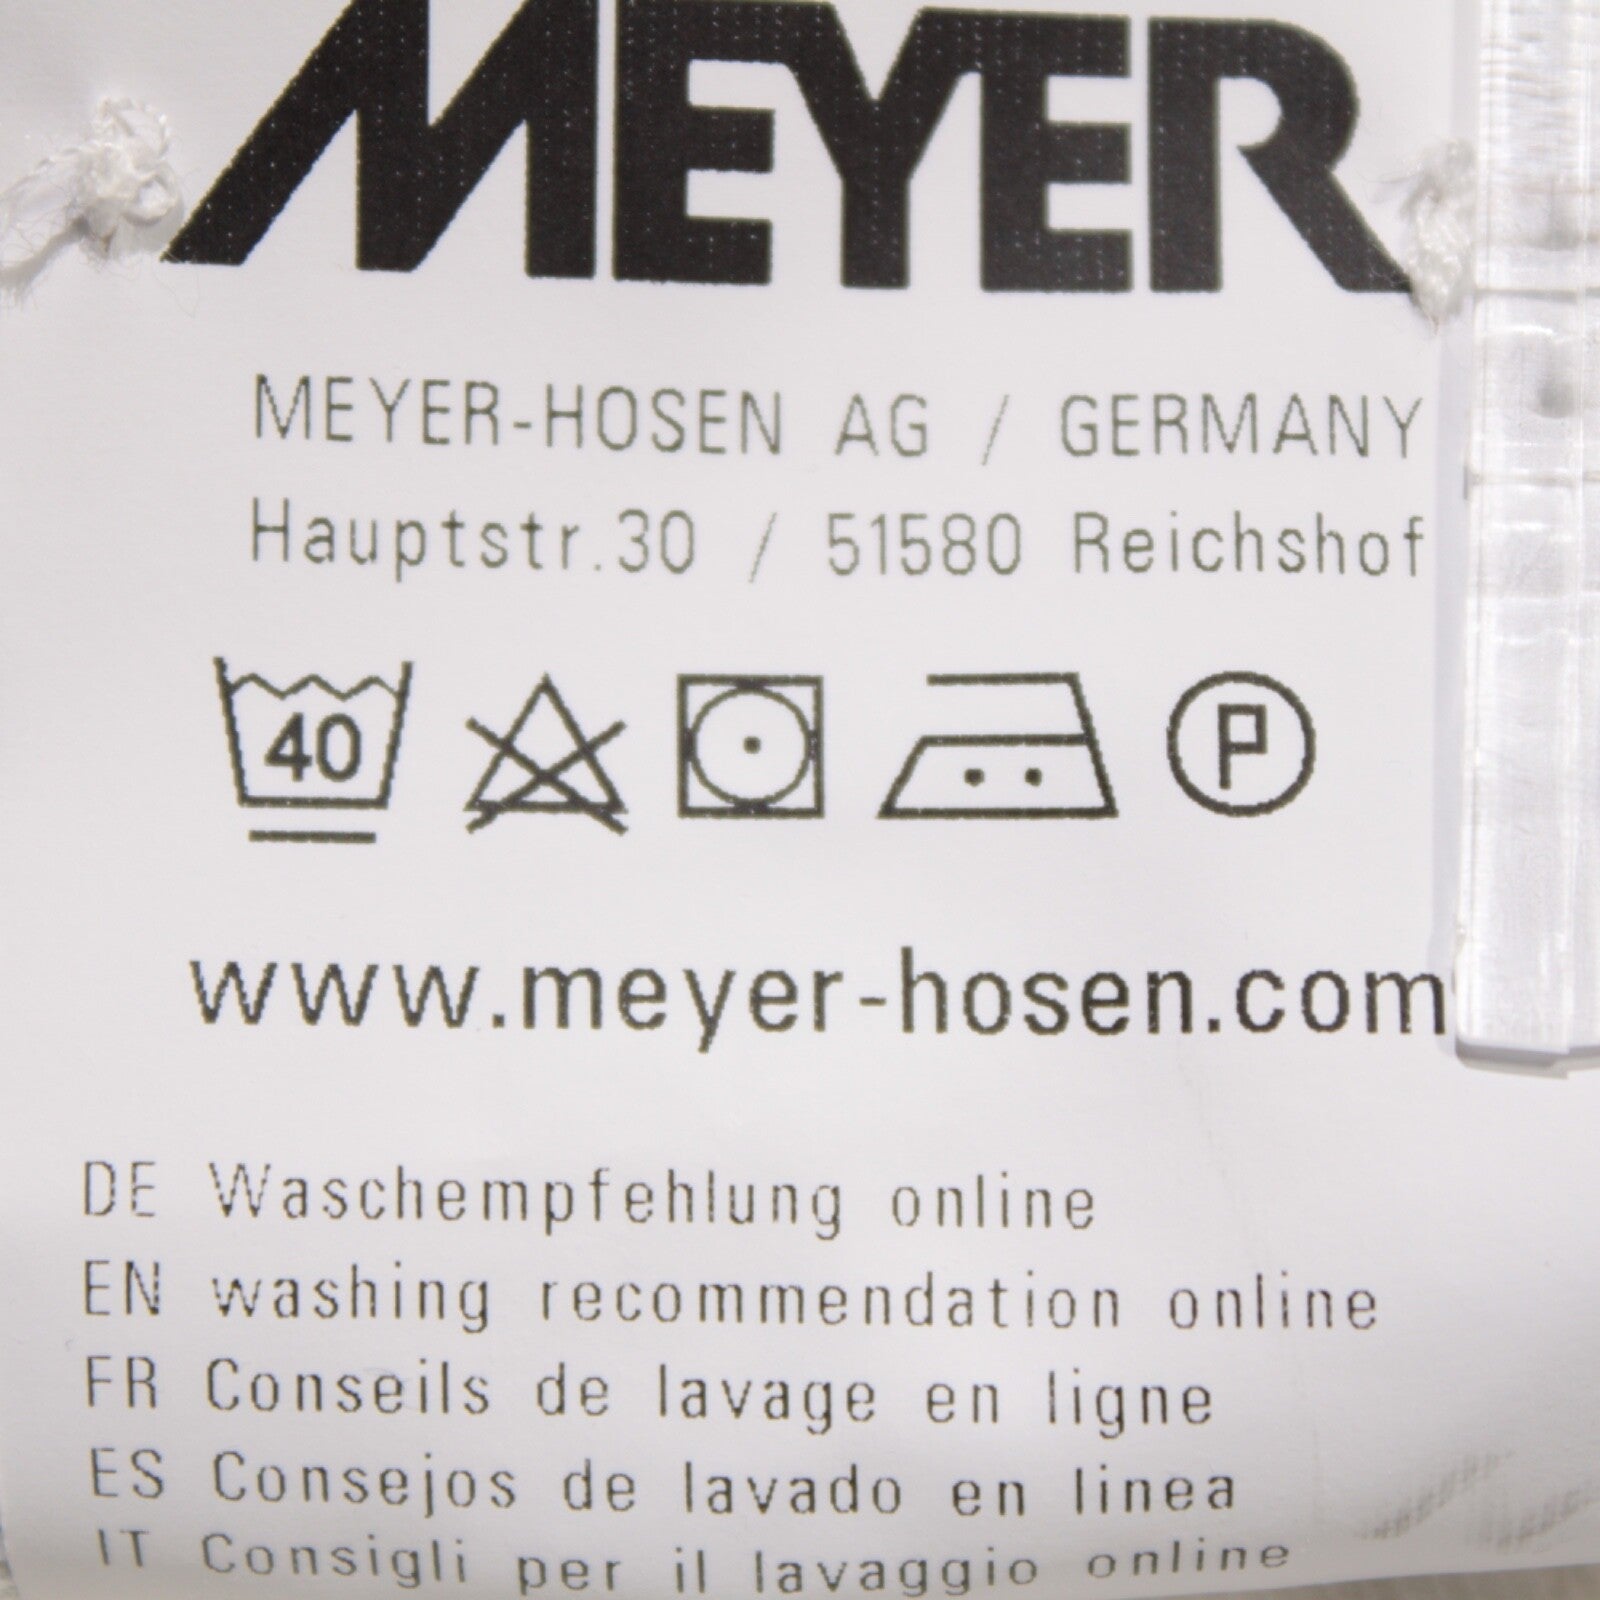 MEYER
MEYER-HOSEN AG / GERMANY
Hauptstr.30 / 51580 Reichshof
40 P
www.meyer-hosen.com
DE Waschempfehlung online
EN washing recommendation online
FR Conseils de lavage en ligne
ES Consejos de lavado en linea
IT Consigli per il lavaggio online